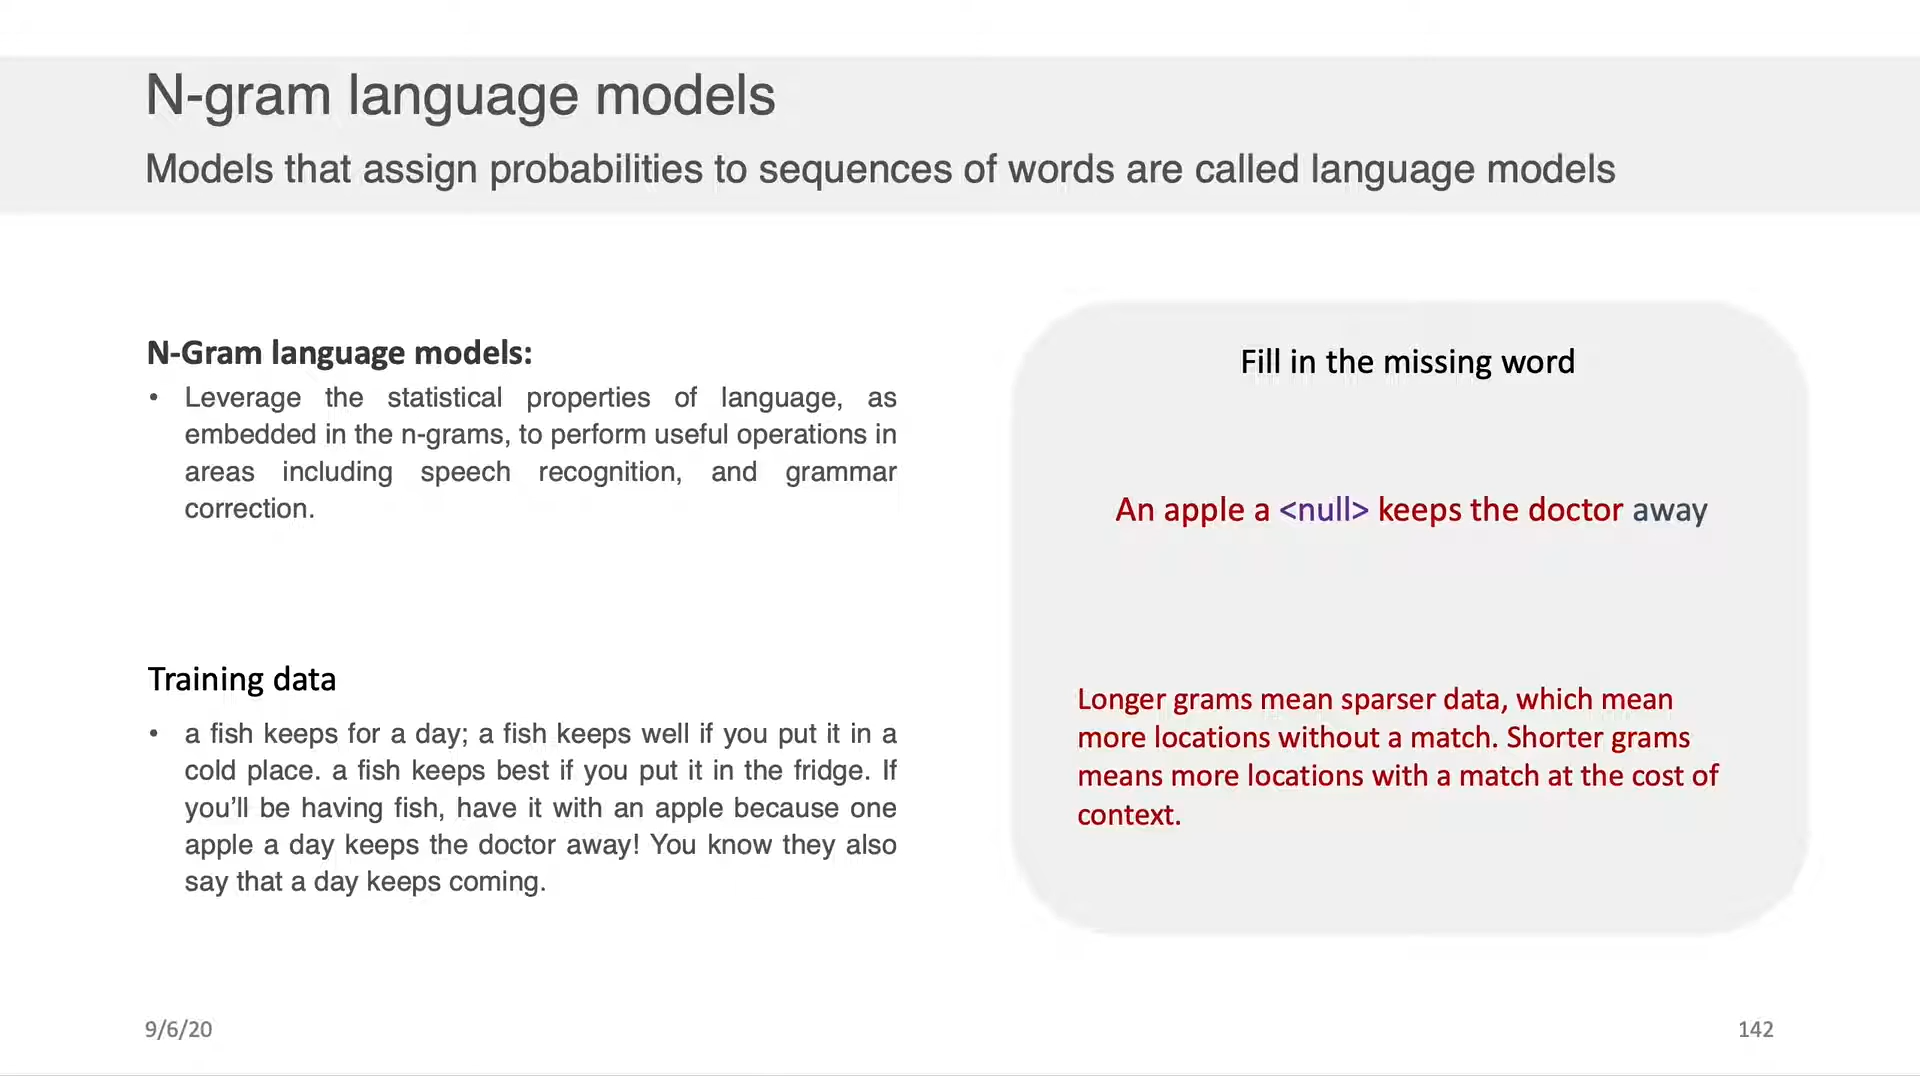 N-gram language models
Models that assign probabilities to sequences of words are called language models
N-Gram language models:
• Leverage the statistical properties of language, as
embedded in the n-grams, to perform useful operations in
areas including speech recognition, and grammar
correction.
Training data
• a fish keeps for a day; a fish keeps well if you put it in a
cold place. a fish keeps best if you put it in the fridge. If
you’ll be having fish, have it with an apple because one
apple a day keeps the doctor away! You know they also
say that a day keeps coming.
Fill in the missing word
An apple a <null> keeps the doctor away
Longer grams mean sparser data, which mean
more locations without a match. Shorter grams
means more locations with a match at the cost of
context.
9/6/20
142